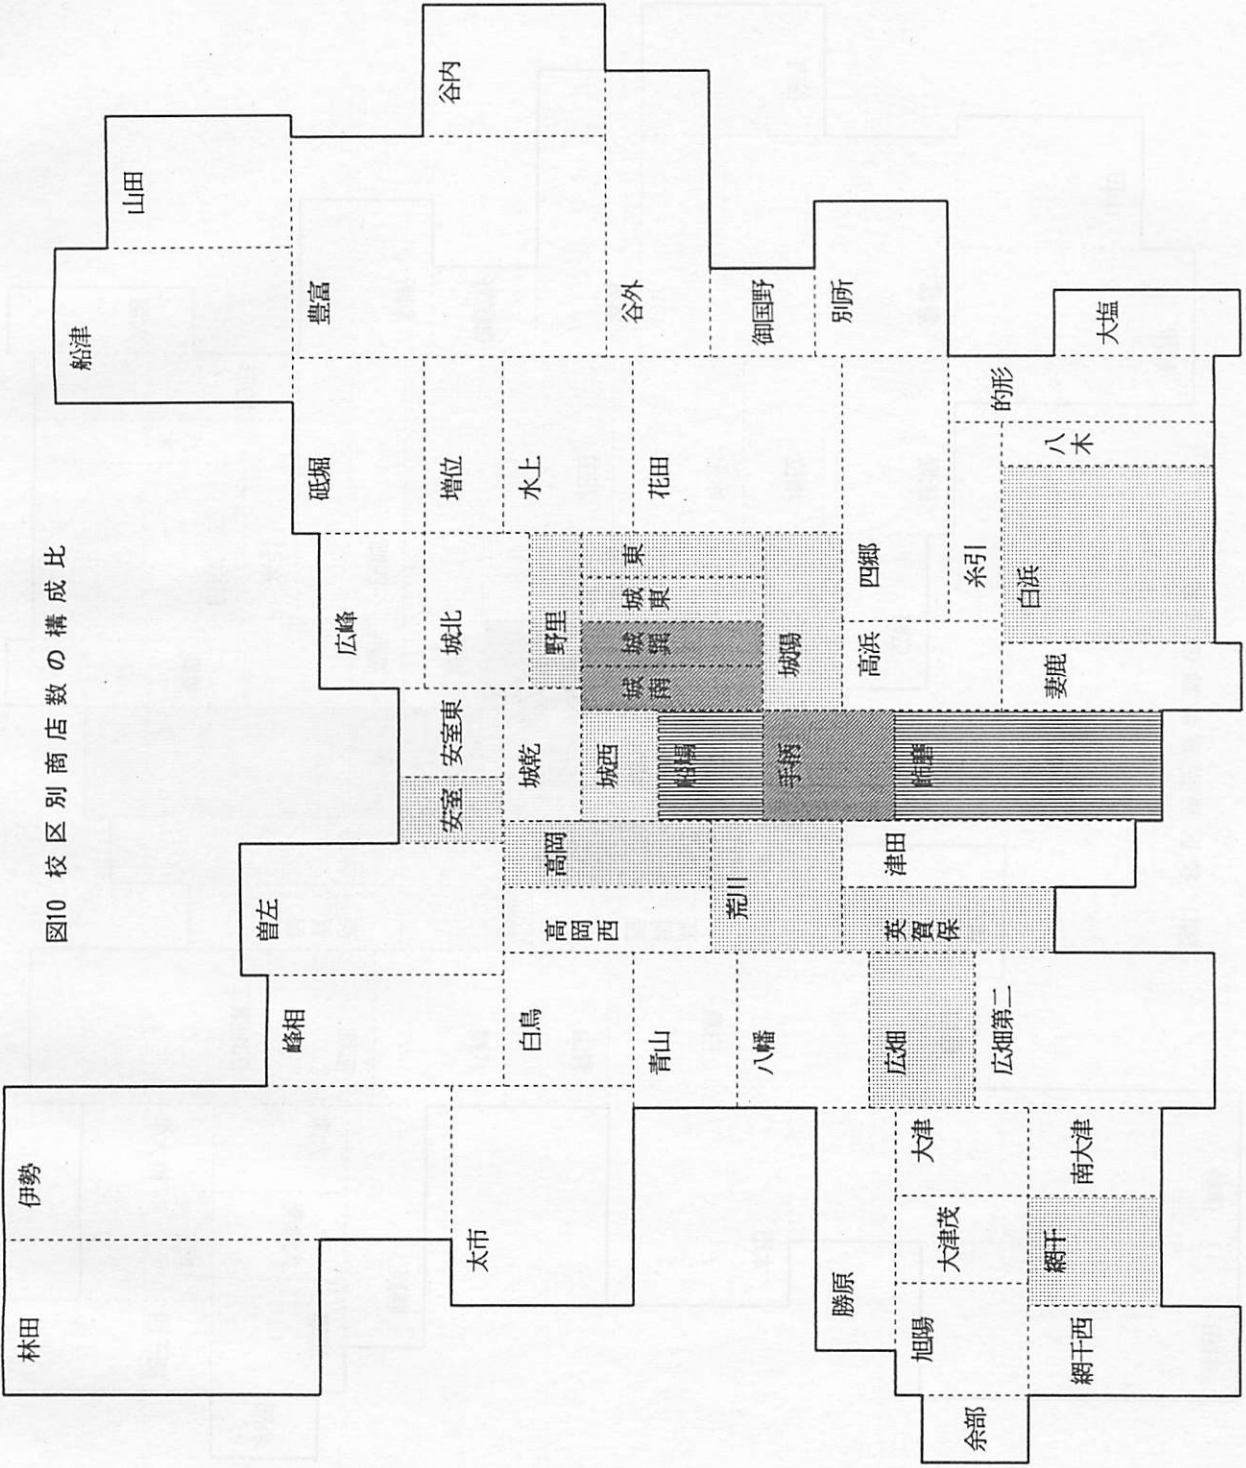 図10 校区別商店数の構成比
林田
伊勢
船津
山田
曽左
峰相
豊富
砥堀
広峰
谷内
太市
安室
安室東
城北
増位
水上
白鳥
高岡西
高岡
城乾
野里
城西
城南
城巽
城東
東
花田
谷外
青山
八幡
荒川
船場
手柄
城陽
御国野
別所
勝原
広畑
英賀保
津田
飾磨
高浜
四郷
旭陽
大津茂
大津
広畑第二
糸引
的形
余部
網干西
網干
南大津
妻鹿
白浜
八木
大塩